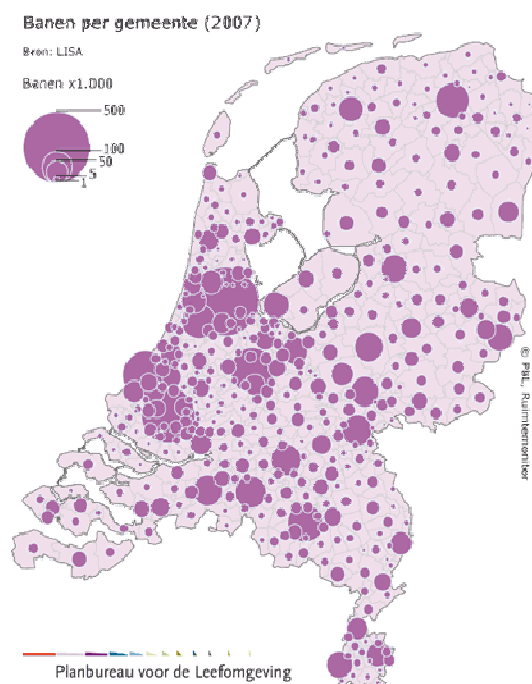 Banen per gemeente (2007)
Bron: LISA
Banen x1.000
500
100
50
5
1
© PBL, Ruimtemonitor
Planbureau voor de Leefomgeving